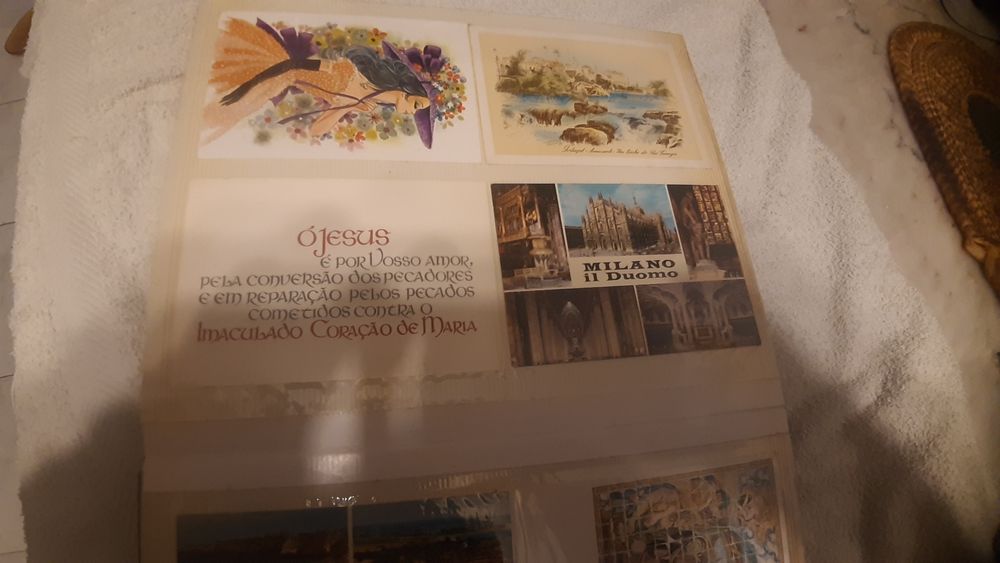 Ó JESUS
É POR VOSSO AMOR,
PELA CONVERSÃO DOS PECADORES
E EM REPARAÇÃO PELOS PECADOS
COMETIDOS CONTRA O
IMACULADO CORAÇÃO DE MARIA
MILANO
il Duomo
Portugal